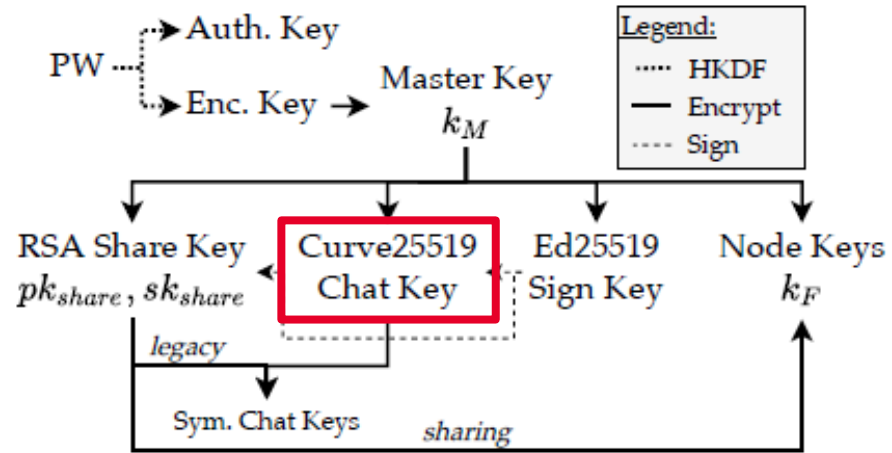 Auth. Key
PW
Enc. Key
Master Key
k_M
Legend:
HKDF
Encrypt
Sign
RSA Share Key
pk_share, sk_share
Curve25519
Chat Key
Ed25519
Sign Key
Node Keys
k_F
legacy
Sym. Chat Keys
sharing